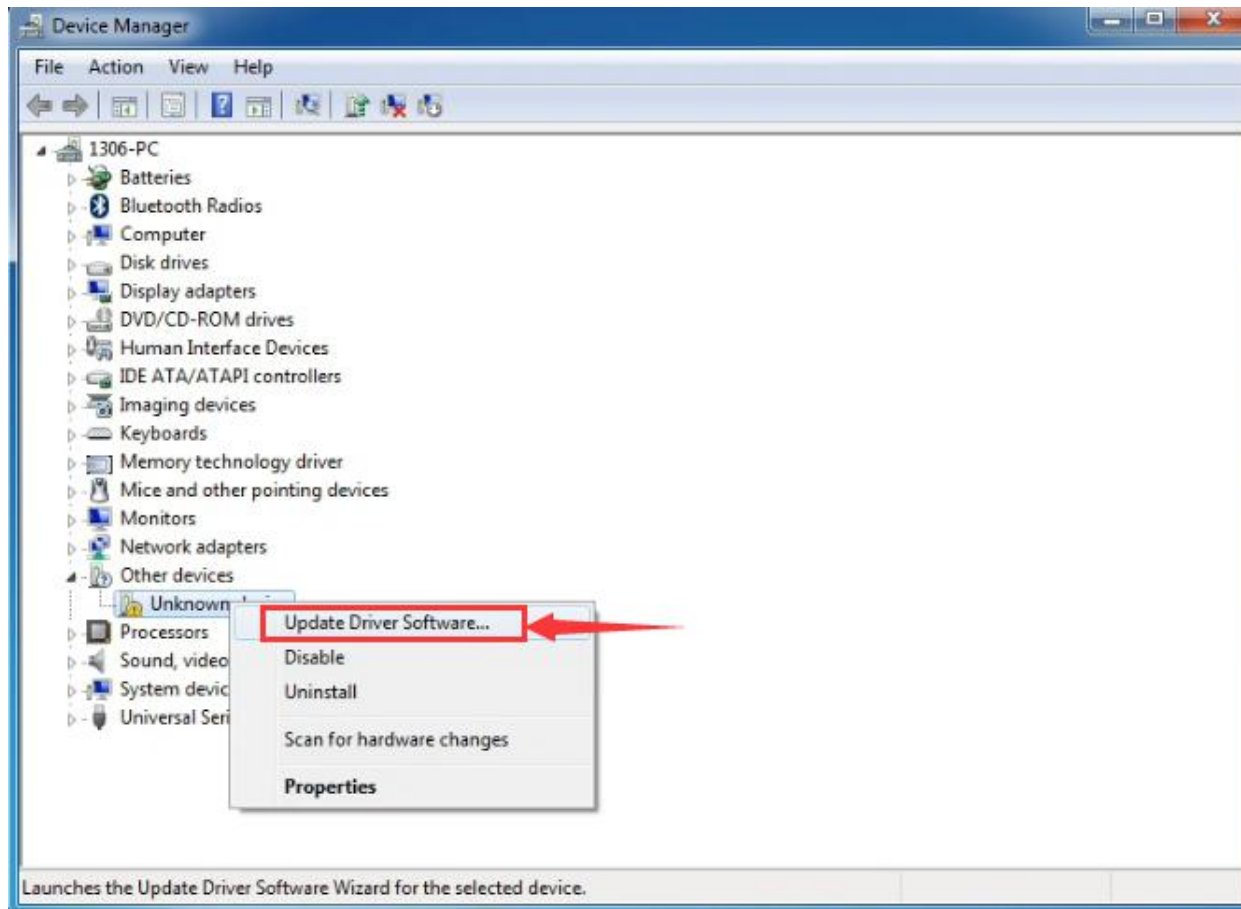 Device Manager
File Action View Help
1306-PC
Batteries
Bluetooth Radios
Computer
Disk drives
Display adapters
DVD/CD-ROM drives
Human Interface Devices
IDE ATA/ATAPI controllers
Imaging devices
Keyboards
Memory technology driver
Mice and other pointing devices
Monitors
Network adapters
Other devices
Unknown
Update Driver Software...
Processors
Sound, video
Disable
System devic
Uninstall
Universal Seri
Scan for hardware changes
Properties
Launches the Update Driver Software Wizard for the selected device.